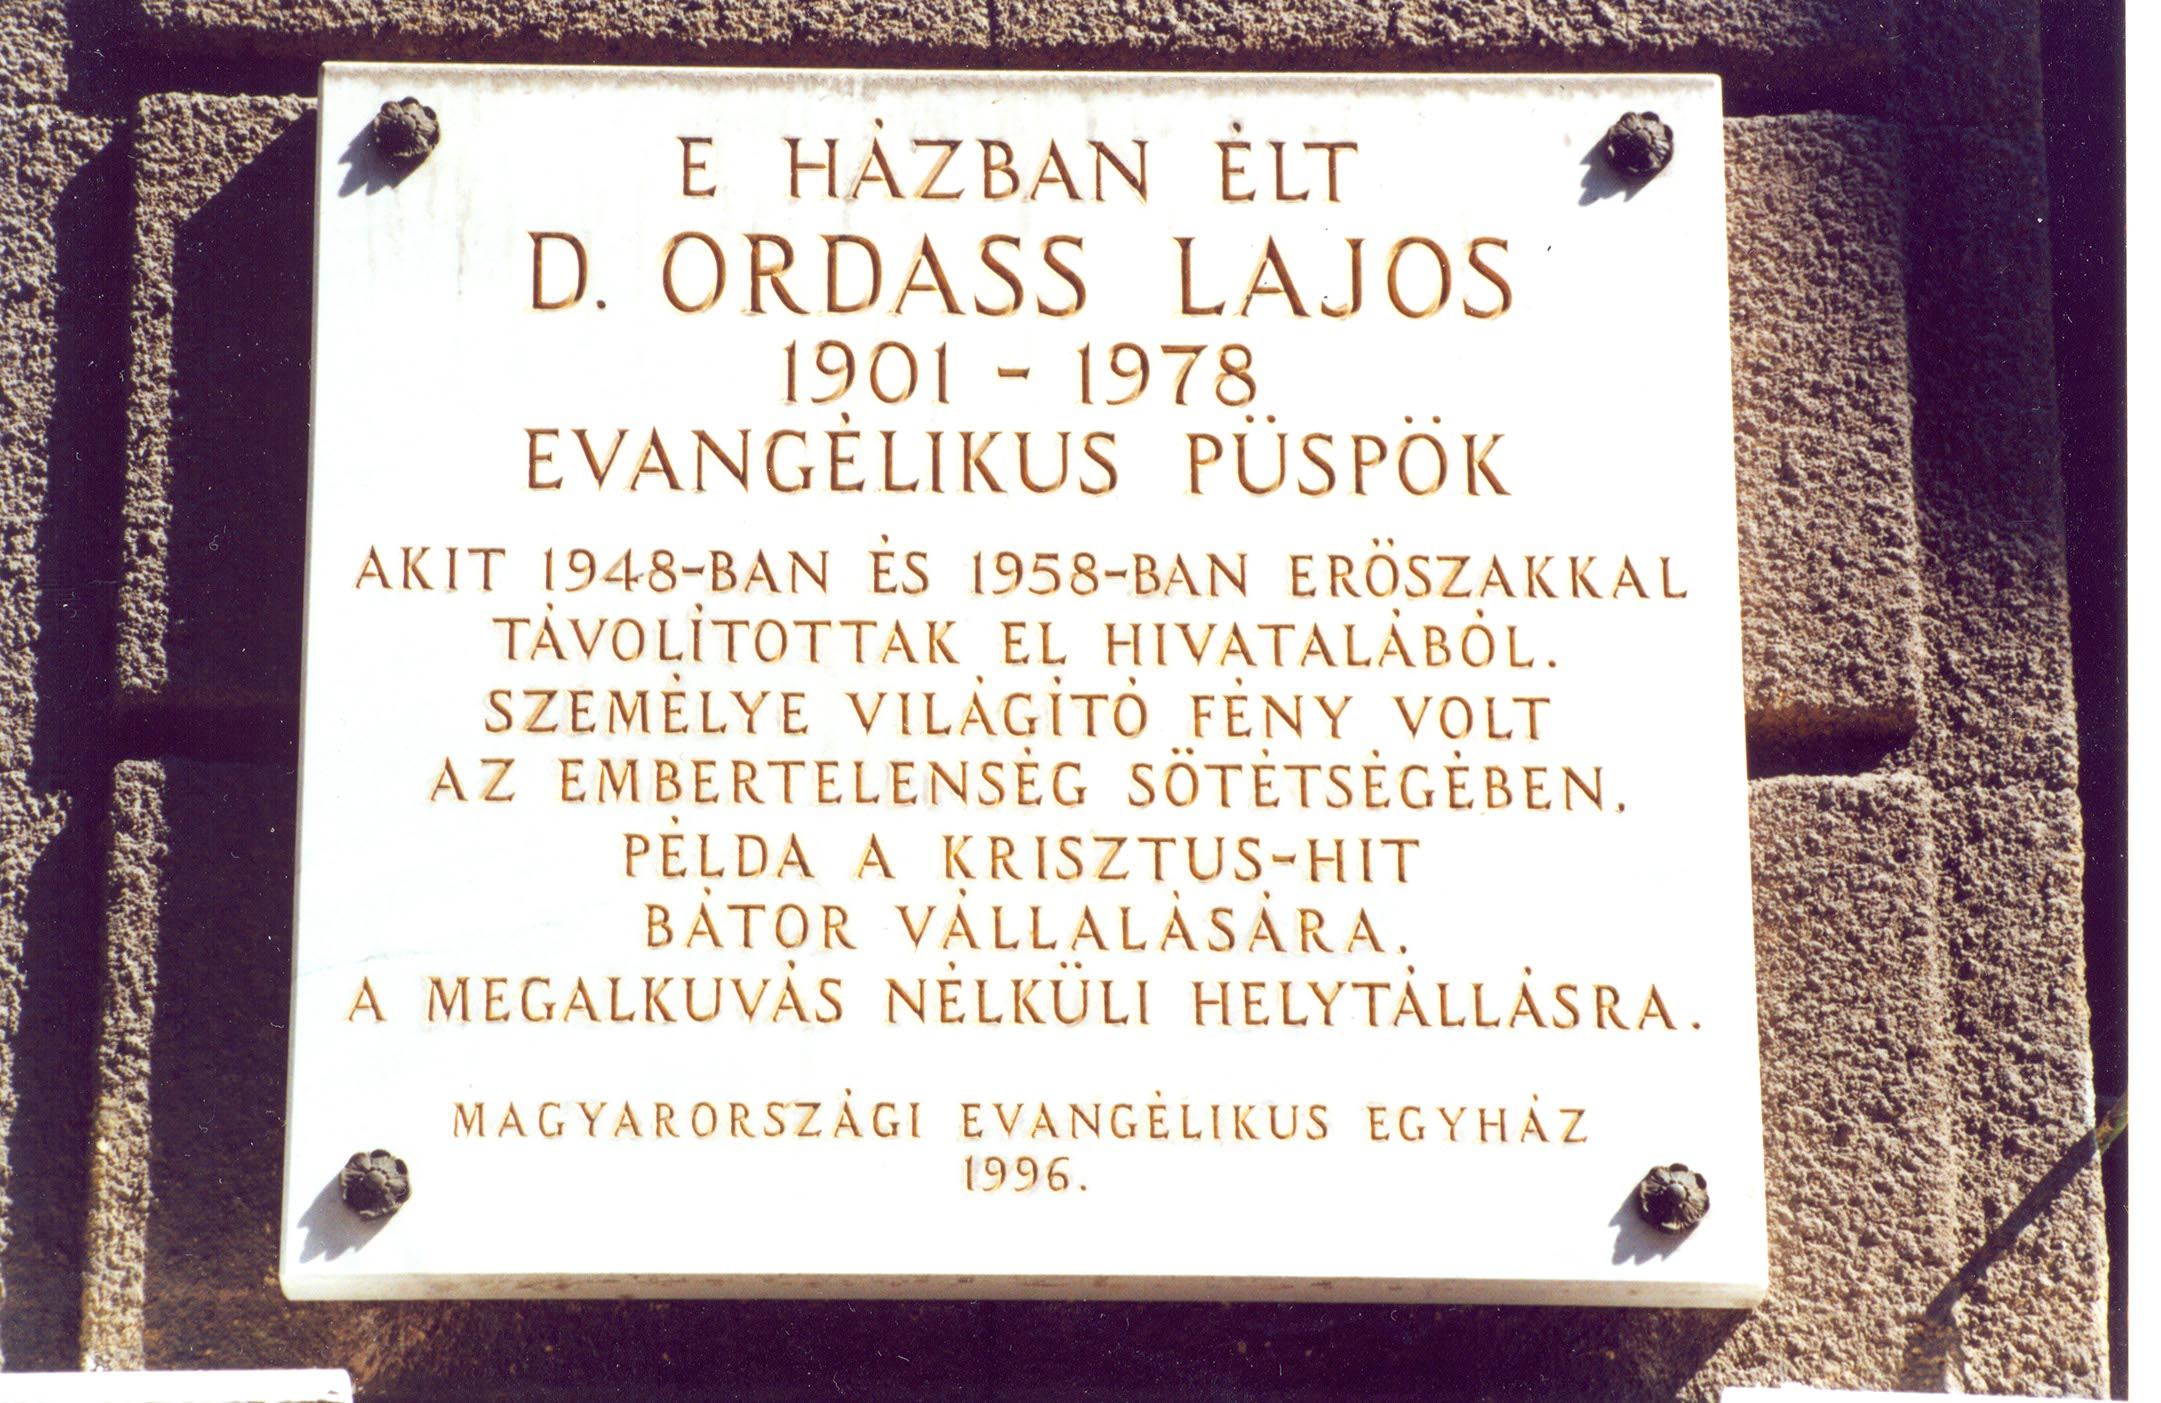 E HÁZBAN ÉLT
D. ORDASS LAJOS
1901 - 1978
EVANGÉLIKUS PÜSPÖK
AKIT 1948-BAN ÉS 1958-BAN ERŐSZAKKAL
TÁVOLÍTOTTAK EL HIVATALÁBÓL.
SZEMÉLYE VILÁGÍTÓ FÉNY VOLT
AZ EMBERTELENSÉG SÖTÉTSÉGÉBEN,
PÉLDA A KRISZTUS-HIT
BÁTOR VÁLLALÁSÁRA,
A MEGALKUVÁS NÉLKÜLI HELYTÁLLÁSRA.
MAGYARORSZÁGI EVANGÉLIKUS EGYHÁZ
1996.